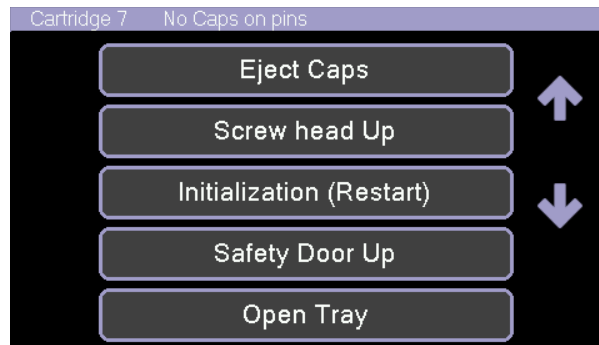 Cartridge 7 No Caps on pins
Eject Caps
Screw head Up
Initialization (Restart)
Safety Door Up
Open Tray